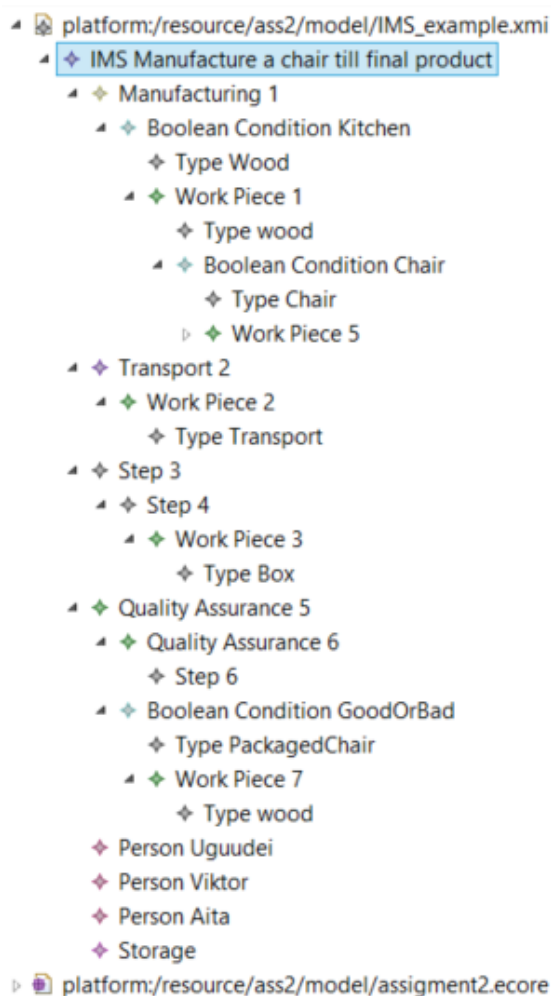 platform:/resource/ass2/model/IMS_example.xmi
IMS Manufacture a chair till final product
Manufacturing 1
Boolean Condition Kitchen
Type Wood
Work Piece 1
Type wood
Boolean Condition Chair
Type Chair
Work Piece 5
Transport 2
Work Piece 2
Type Transport
Step 3
Step 4
Work Piece 3
Type Box
Quality Assurance 5
Quality Assurance 6
Step 6
Boolean Condition GoodOrBad
Type PackagedChair
Work Piece 7
Type wood
Person Uguudei
Person Viktor
Person Aita
Storage
platform:/resource/ass2/model/assigment2.ecore